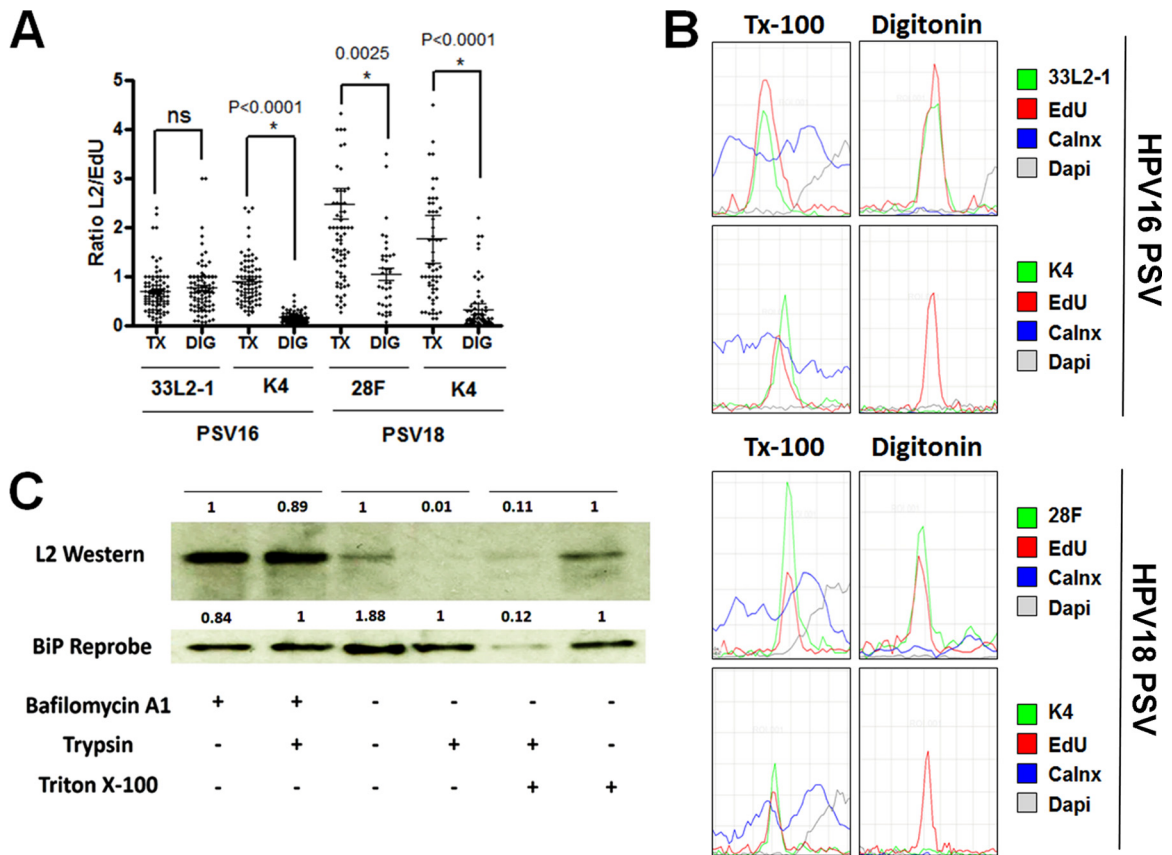 A
Ratio L2/EdU
5
4
3
2
1
0
ns
P<0.0001
*
0.0025
*
P<0.0001
*
TX DIG TX DIG TX DIG TX DIG
33L2-1 K4 28F K4
PSV16 PSV18
B
Tx-100 Digitonin
33L2-1
EdU
Calnx
Dapi
K4
EdU
Calnx
Dapi
HPV16 PSV
Tx-100 Digitonin
28F
EdU
Calnx
Dapi
K4
EdU
Calnx
Dapi
HPV18 PSV
C
1 0.89 1 0.01 0.11 1
L2 Western
0.84 1 1.88 1 0.12 1
BiP Reprobe
Bafilomycin A1 + + - - - -
Trypsin - + - + + -
Triton X-100 - - - - + +